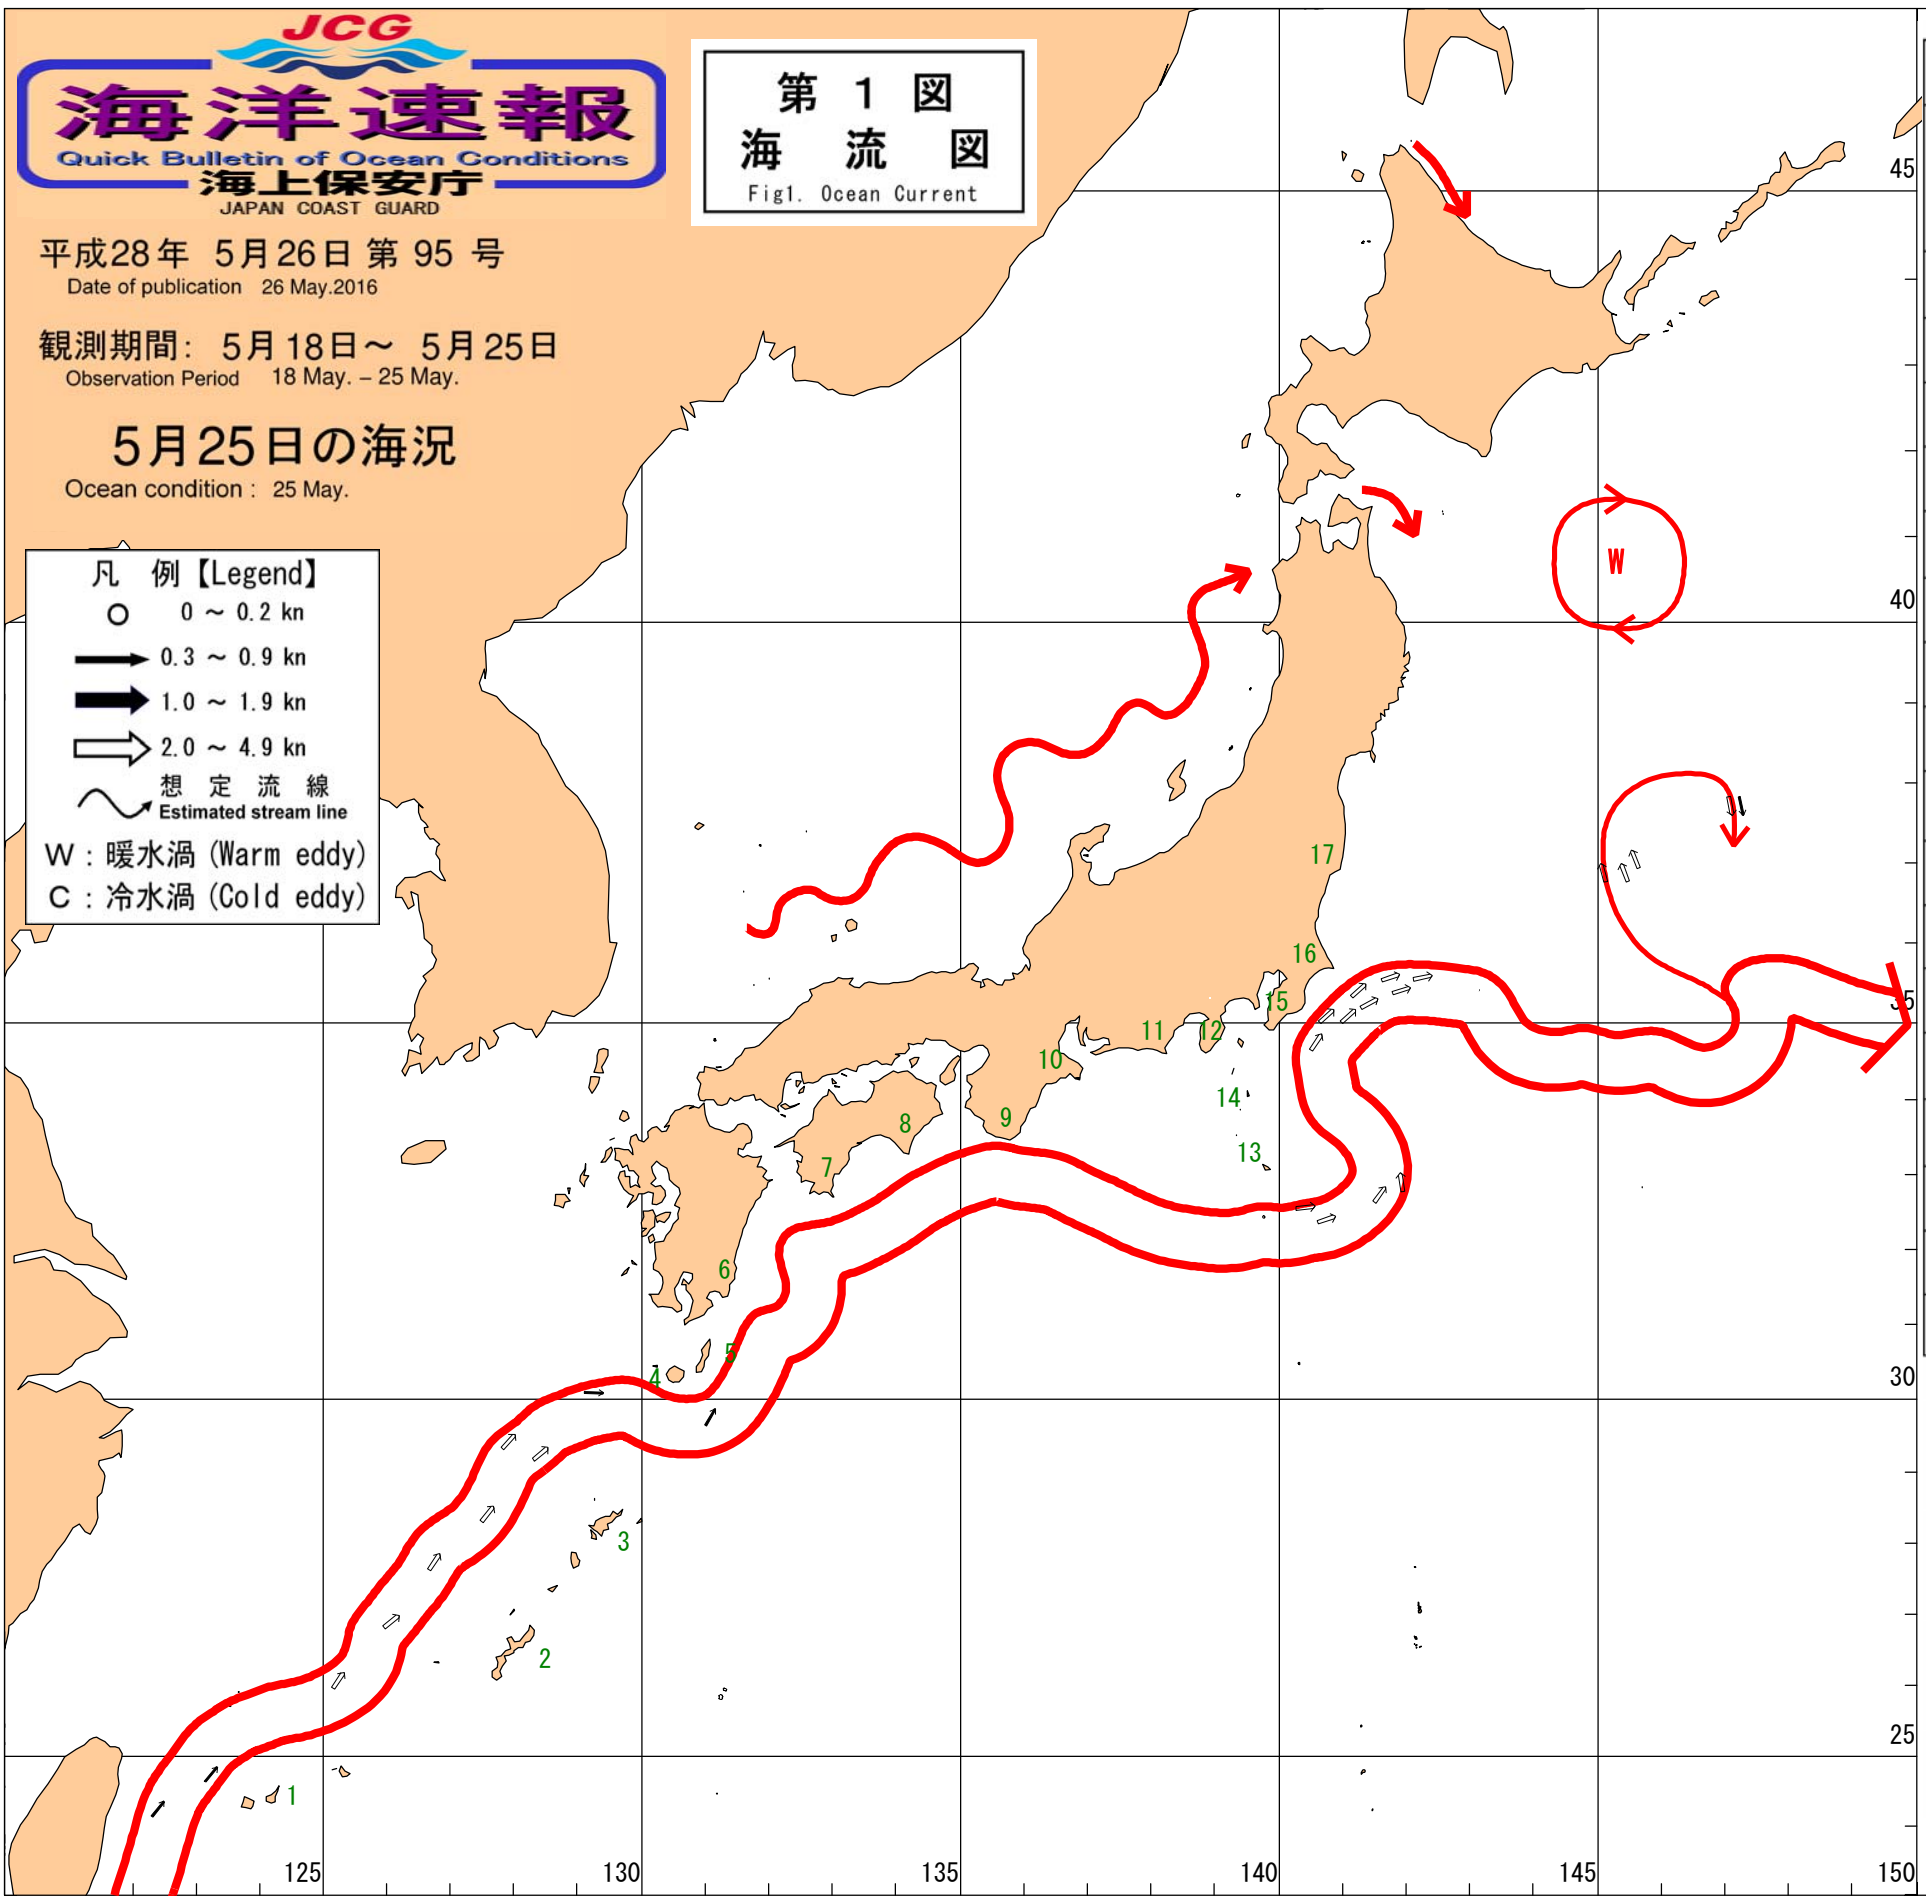 JCG
海洋速報
Quick Bulletin of Ocean Conditions
海上保安庁
JAPAN COAST GUARD
第 1 図
海 流 図
Fig1. Ocean Current
平成28年 5月26日 第 95 号
Date of publication 26 May.2016
観測期間: 5月18日～ 5月25日
Observation Period 18 May. – 25 May.
5月25日の海況
Ocean condition : 25 May.
凡 例【Legend】
0 ～ 0.2 kn
0.3 ～ 0.9 kn
1.0 ～ 1.9 kn
2.0 ～ 4.9 kn
想 定 流 線
Estimated stream line
W : 暖水渦 (Warm eddy)
C : 冷水渦 (Cold eddy)
45
W
40
17
16
15
35
11
12
10
14
9
8
13
7
6
5
4
30
3
2
25
1
125
130
135
140
145
150